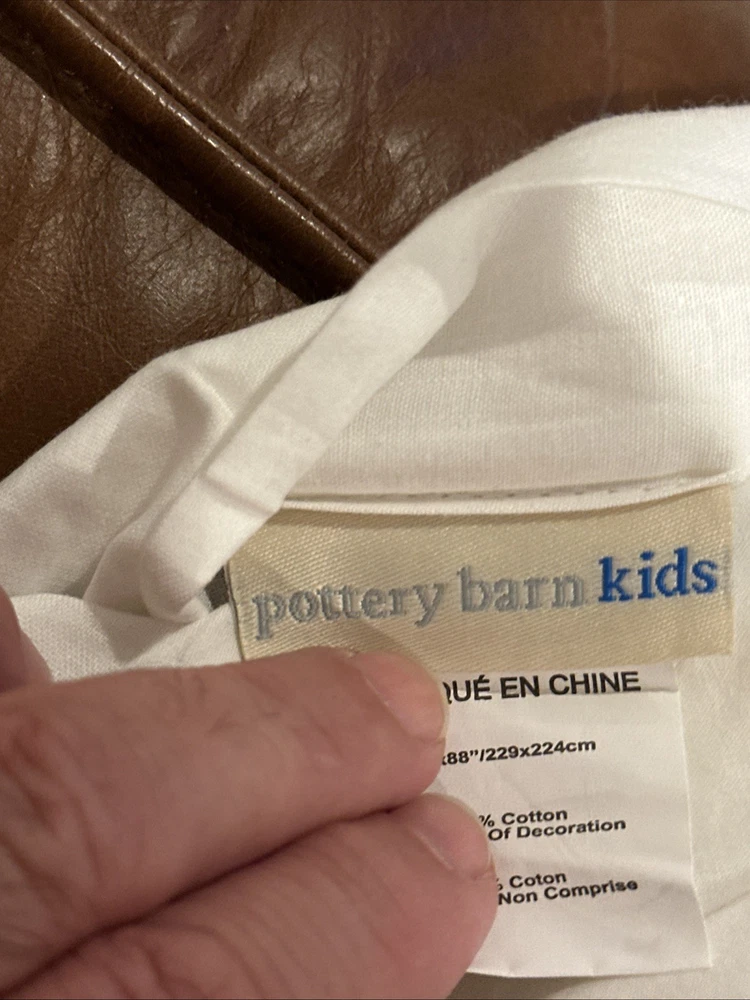 pottery barn kids
QUÉ EN CHINE
x88"/229x224cm
% Cotton
Of Decoration
% Coton
Non Comprise